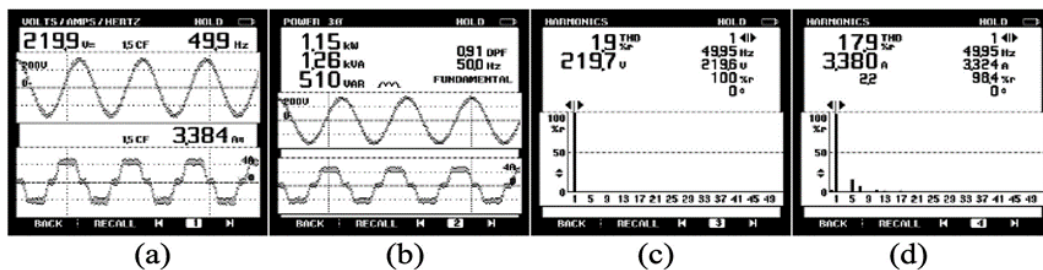 VOLTS/AMPS/HERTZ HOLD
219.9 V≂ 1.5 CF 49.9 Hz
200V
0
1.5 CF 3.384 A≂
4A
0
BACK RECALL 1
(a)
POWER 3Ø HOLD
1.15 kW
1.26 kVA 0.91 DPF
510 VAR 50.0 Hz
FUNDAMENTAL
200V
0
4A
0
BACK RECALL 2
(b)
HARMONICS HOLD
1.9 THD %r 1
49.95 Hz
219.7 V 219.6 V
100 %r
0 °
100
%r
50
1 5 9 13 17 21 25 29 33 37 41 45 49
BACK RECALL 3
(c)
HARMONICS HOLD
17.9 THD %r 1
49.95 Hz
3.380 A 3.324 A
2.2 98.4 %r
0 °
100
%r
50
1 5 9 13 17 21 25 29 33 37 41 45 49
BACK RECALL 4
(d)